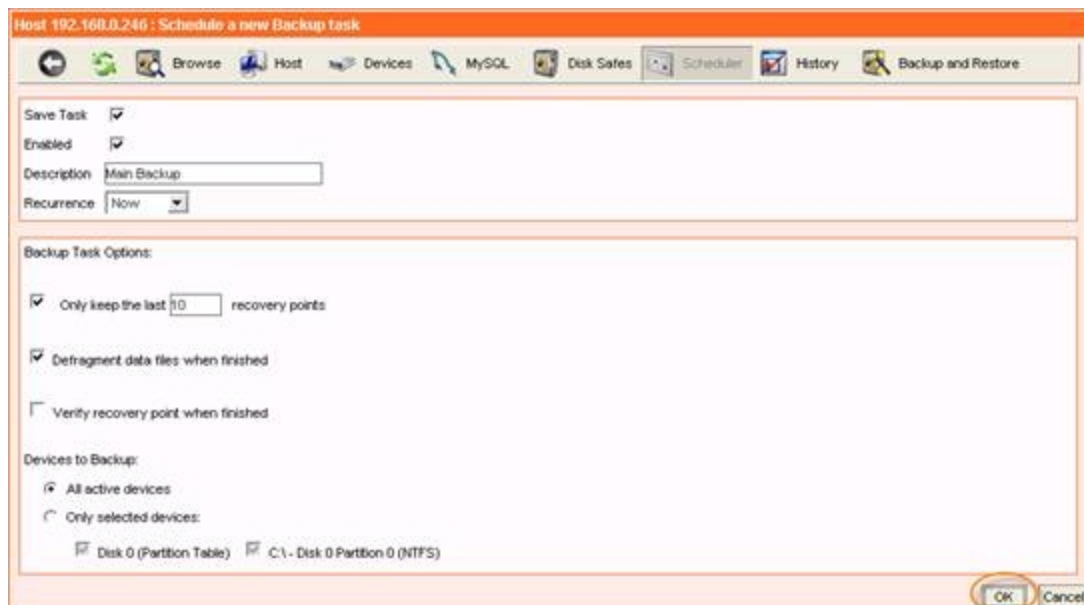 Host 192.168.0.246 : Schedule a new Backup task
Browse Host Devices MySQL Disk Safes Scheduler History Backup and Restore
Save Task
Enabled
Description Main Backup
Recurrence Now
Backup Task Options:
Only keep the last 10 recovery points
Defragment data files when finished
Verify recovery point when finished
Devices to Backup:
All active devices
Only selected devices:
Disk 0 (Partition Table) C:\ - Disk 0 Partition 0 (NTFS)
OK Cancel